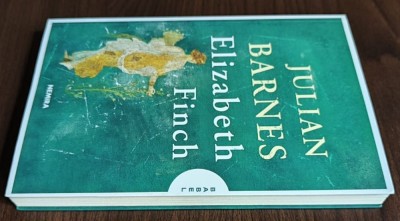 JULIAN
BARNES
Elizabeth
Finch
NEMIRA
BABEL